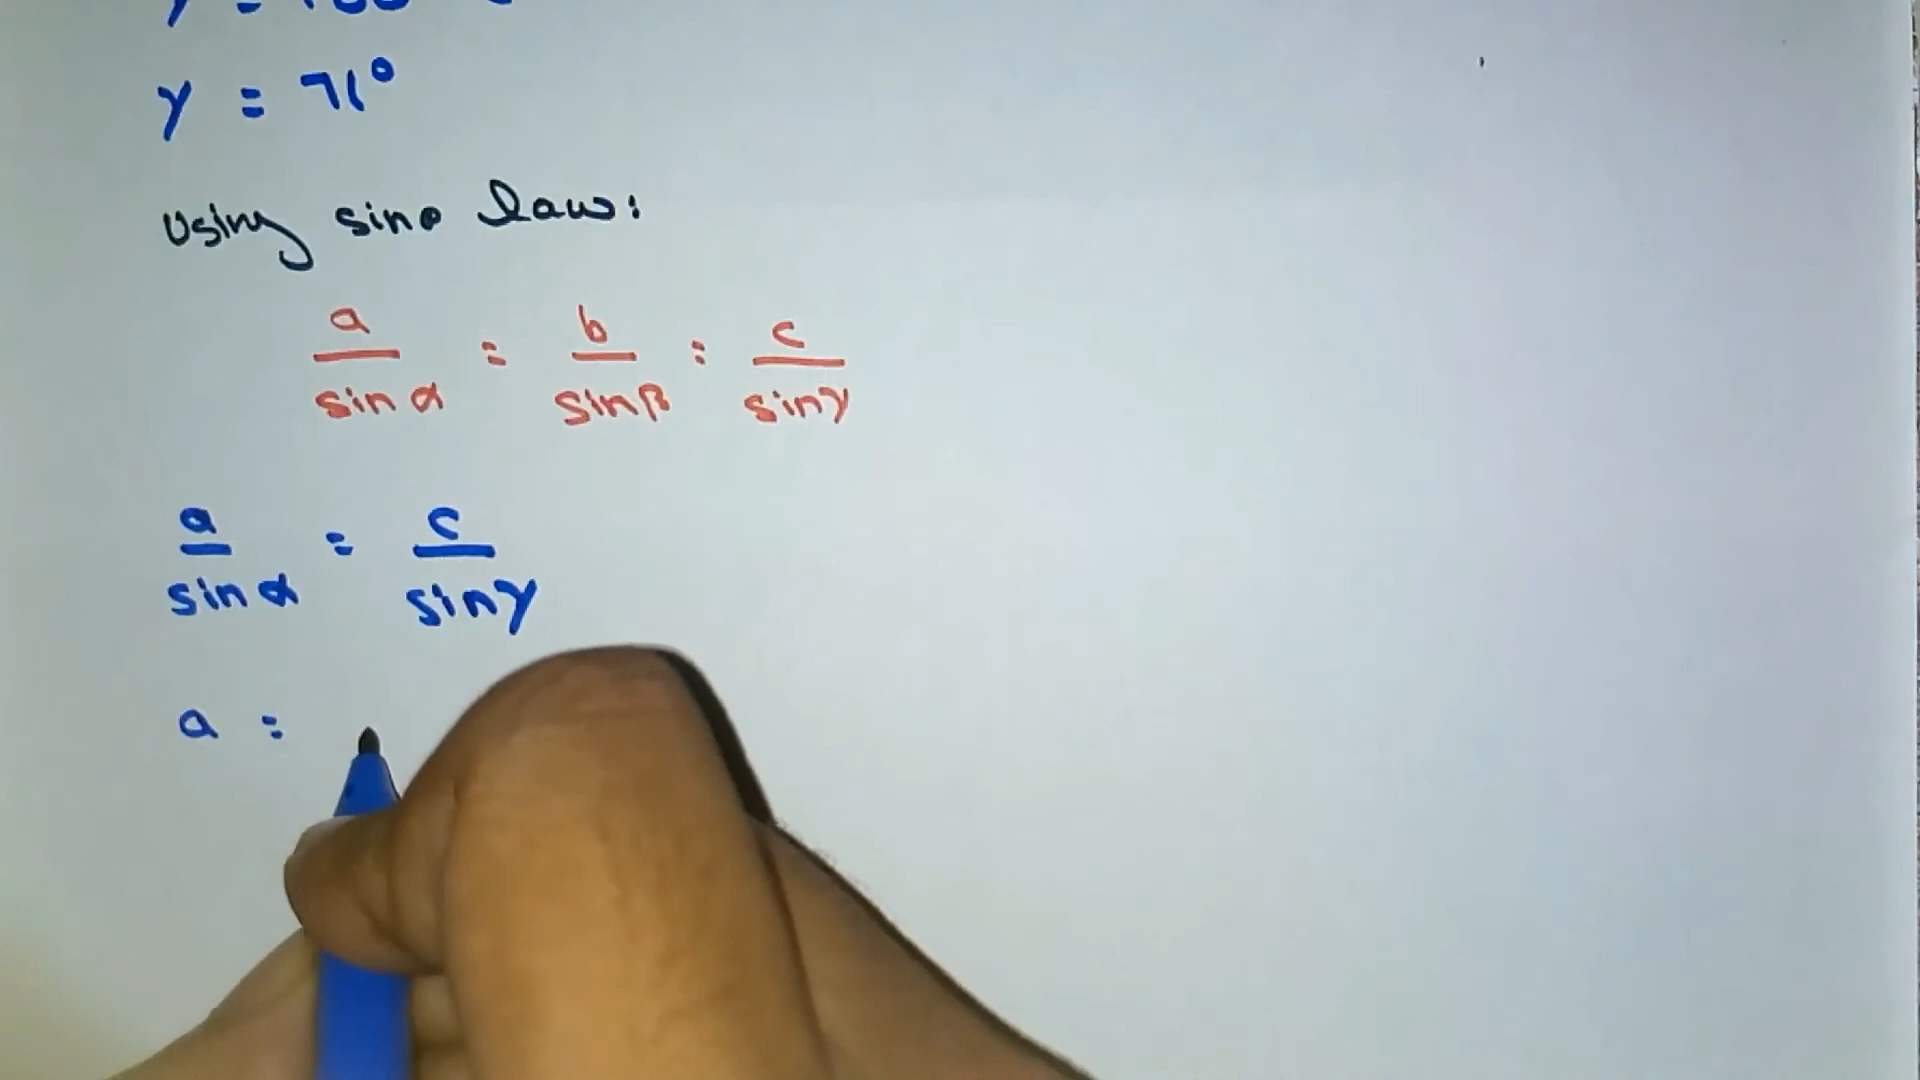 γ = 71°
Using sine law:
a/sin α = b/sin β = c/sin γ
a/sin α = c/sin γ
a =